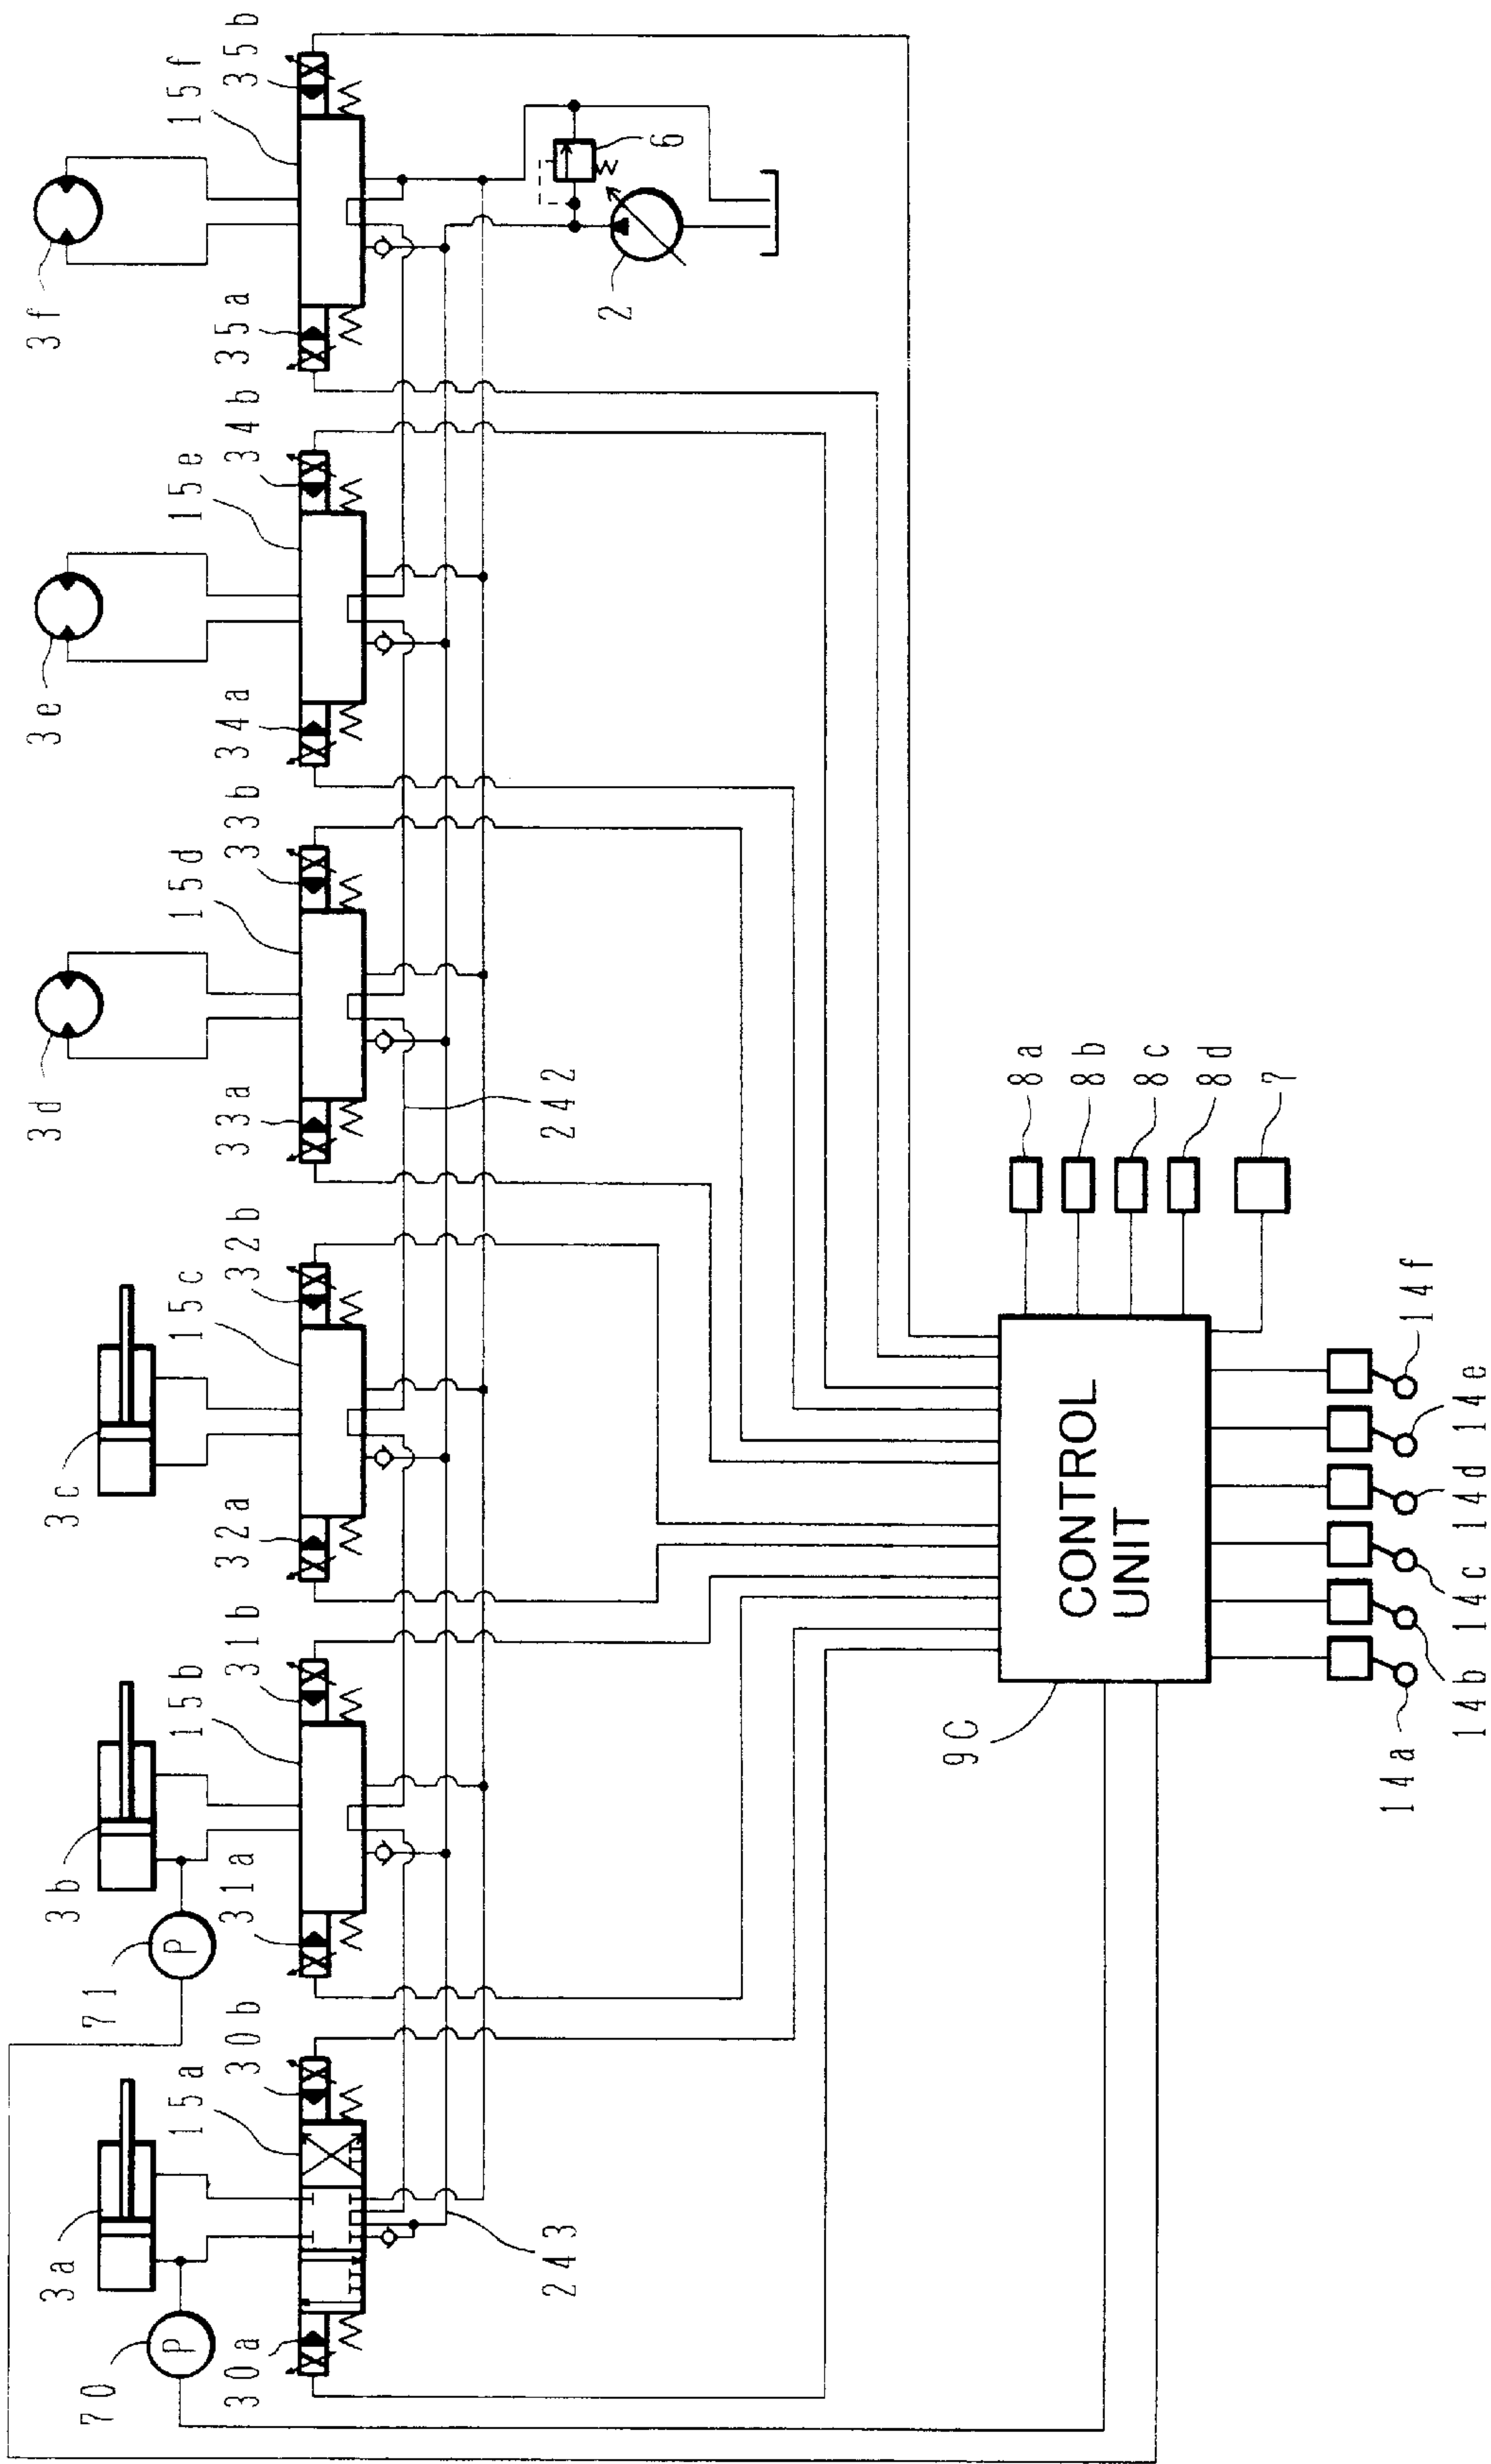 3a
3b
3c
3d
3e
3f
70
71
P
P
15a
15b
15c
15d
15e
15f
30a
30b
31a
31b
32a
32b
33a
33b
34a
34b
35a
35b
243
242
2
6
9C
CONTROL
UNIT
8a
8b
8c
8d
7
14a
14b
14c
14d
14e
14f